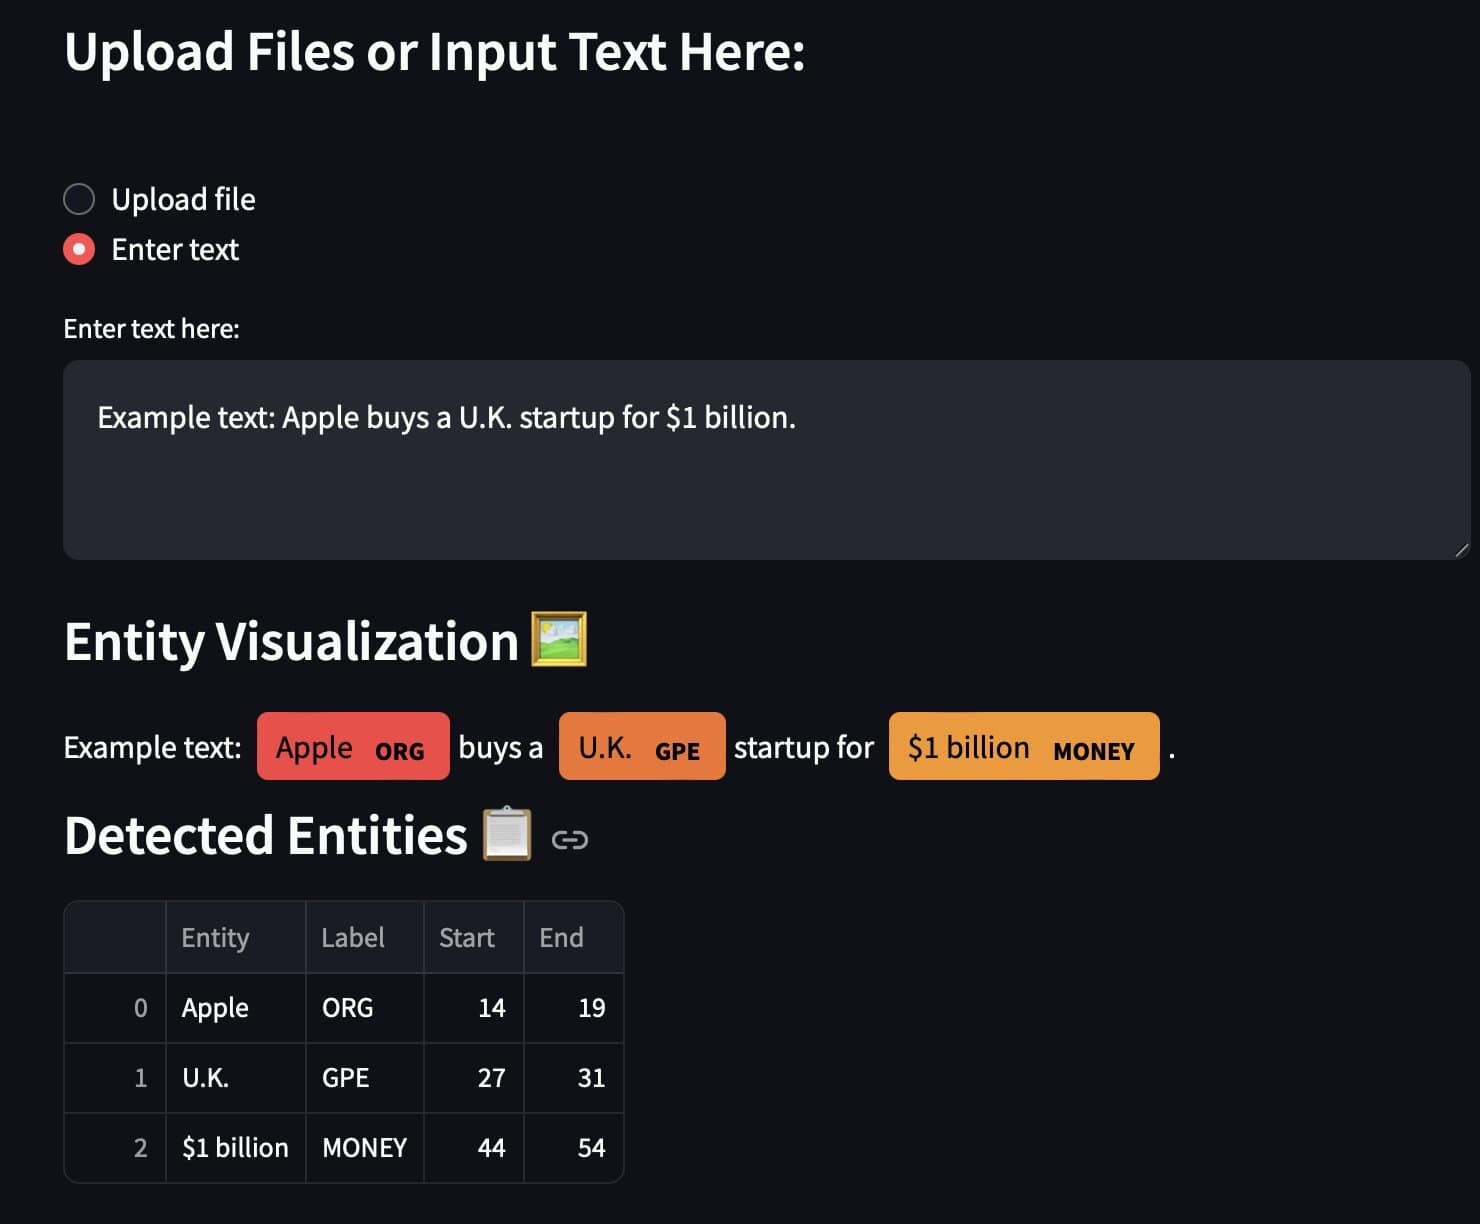 Upload Files or Input Text Here:
Upload file
Enter text
Enter text here:
Example text: Apple buys a U.K. startup for $1 billion.
Entity Visualization
Example text: Apple ORG buys a U.K. GPE startup for $1 billion MONEY .
Detected Entities
Entity Label Start End
0 Apple ORG 14 19
1 U.K. GPE 27 31
2 $1 billion MONEY 44 54